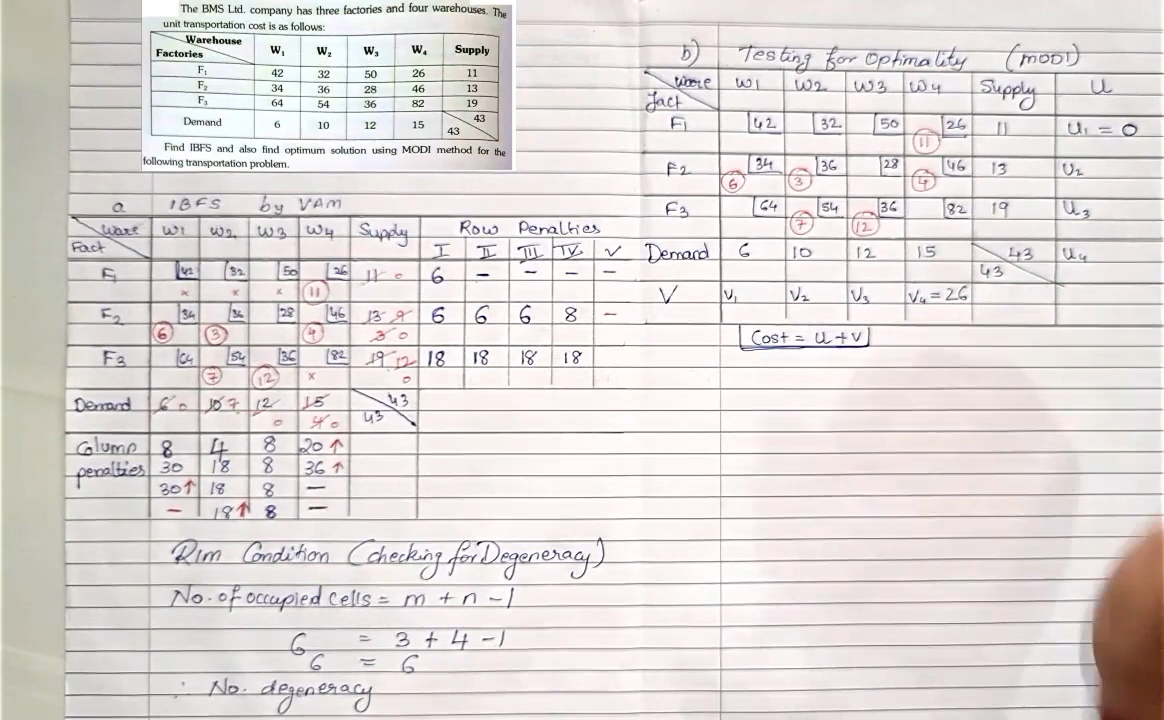 The BMS Ltd. company has three factories and four warehouses. The
unit transportation cost is as follows:
Warehouse
Factories W₁ W₂ W₃ W₄ Supply
F₁ 42 32 50 26 11
F₂ 34 36 28 46 13
F₃ 64 54 36 82 19
Demand 6 10 12 15 43 43
Find IBFS and also find optimum solution using MODI method for the
following transportation problem.
a IBFS by VAM
Ware W1 W2 W3 W4 Supply Row Penalties
Fact I II III IV V
F1 42 32 50 26 11 0 6 - - - -
x x x 11
F2 34 36 28 46 13 9 6 6 6 8 -
6 3 4 3 0
F3 64 54 36 82 19 12 18 18 18 18
7 12 x 0
Demand 6 0 10 7 12 15 43
0 4 0 43
Column 8 4 8 20 ↑
penalties 30 18 8 36 ↑
30 ↑ 18 8 -
- 18 ↑ 8 -
Rim Condition (checking for Degeneracy)
No. of occupied cells = m + n - 1
6 = 3 + 4 - 1
6 = 6
∴ No. degeneracy
b) Testing for Optimality (MODI)
Ware W1 W2 W3 W4 Supply U
fact
F1 42 32 50 26 11 U₁ = 0
11
F2 34 36 28 46 13 U₂
6 3 4
F3 64 54 36 82 19 U₃
7 12
Demand 6 10 12 15 43 U₄
43
V V₁ V₂ V₃ V₄ = 26
Cost = U + V